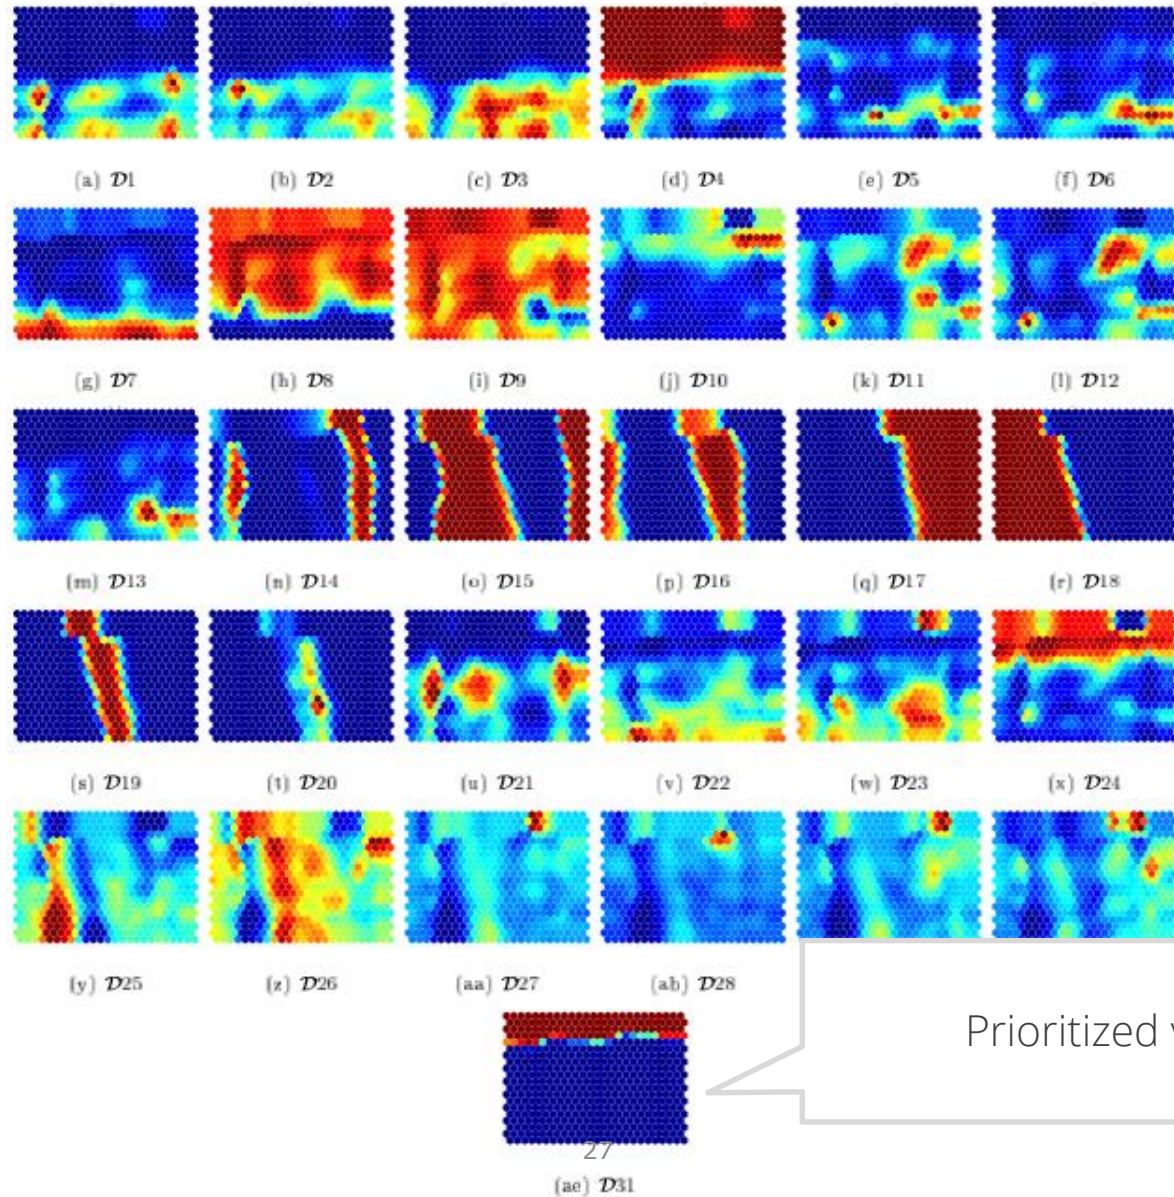 (a) D1 (b) D2 (c) D3 (d) D4 (e) D5 (f) D6
(g) D7 (h) D8 (i) D9 (j) D10 (k) D11 (l) D12
(m) D13 (n) D14 (o) D15 (p) D16 (q) D17 (r) D18
(s) D19 (t) D20 (u) D21 (v) D22 (w) D23 (x) D24
(y) D25 (z) D26 (aa) D27 (ab) D28
Prioritized
27
(ae) D31